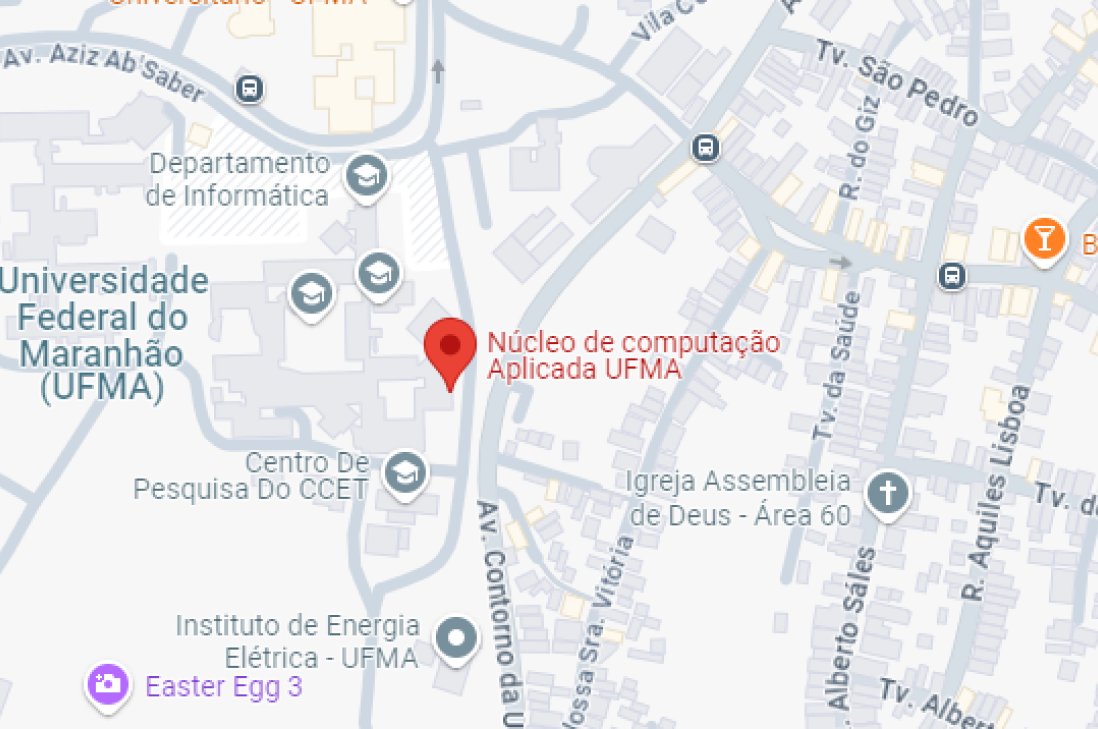 Universitário - UFMA
Av. Aziz Ab'Saber
Vila
Tv. São Pedro
R. do Giz
Departamento
de Informática
B
Universidade
Federal do
Maranhão
(UFMA)
Núcleo de computação
Aplicada UFMA
Tv. da Saúde
R. Aquiles Lisboa
Centro De
Pesquisa Do CCET
Igreja Assembleia
de Deus - Área 60
Tv. d
Av. Contorno da U
Nossa Sra. Vitória
Alberto Sáles
Instituto de Energia
Elétrica - UFMA
Easter Egg 3
Tv. Albert